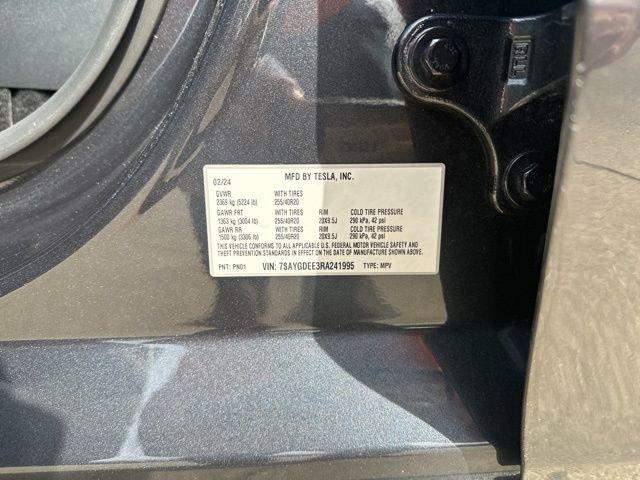 02/24 MFD BY TESLA, INC.
GVWR WITH TIRES
2369 kg (5224 lb) 255/40R20
GAWR FRT WITH TIRES RIM COLD TIRE PRESSURE
1363 kg (3004 lb) 255/40R20 20X9.5J 290 kPa, 42 psi
GAWR RR WITH TIRES RIM COLD TIRE PRESSURE
1500 kg (3306 lb) 255/40R20 20X9.5J 290 kPa, 42 psi
THIS VEHICLE CONFORMS TO ALL APPLICABLE U.S. FEDERAL MOTOR VEHICLE SAFETY AND
THEFT PREVENTION STANDARDS IN EFFECT ON THE DATE OF MANUFACTURE SHOWN ABOVE.
PNT: PN01 VIN: 7SAYGDEE3RA241995 TYPE: MPV